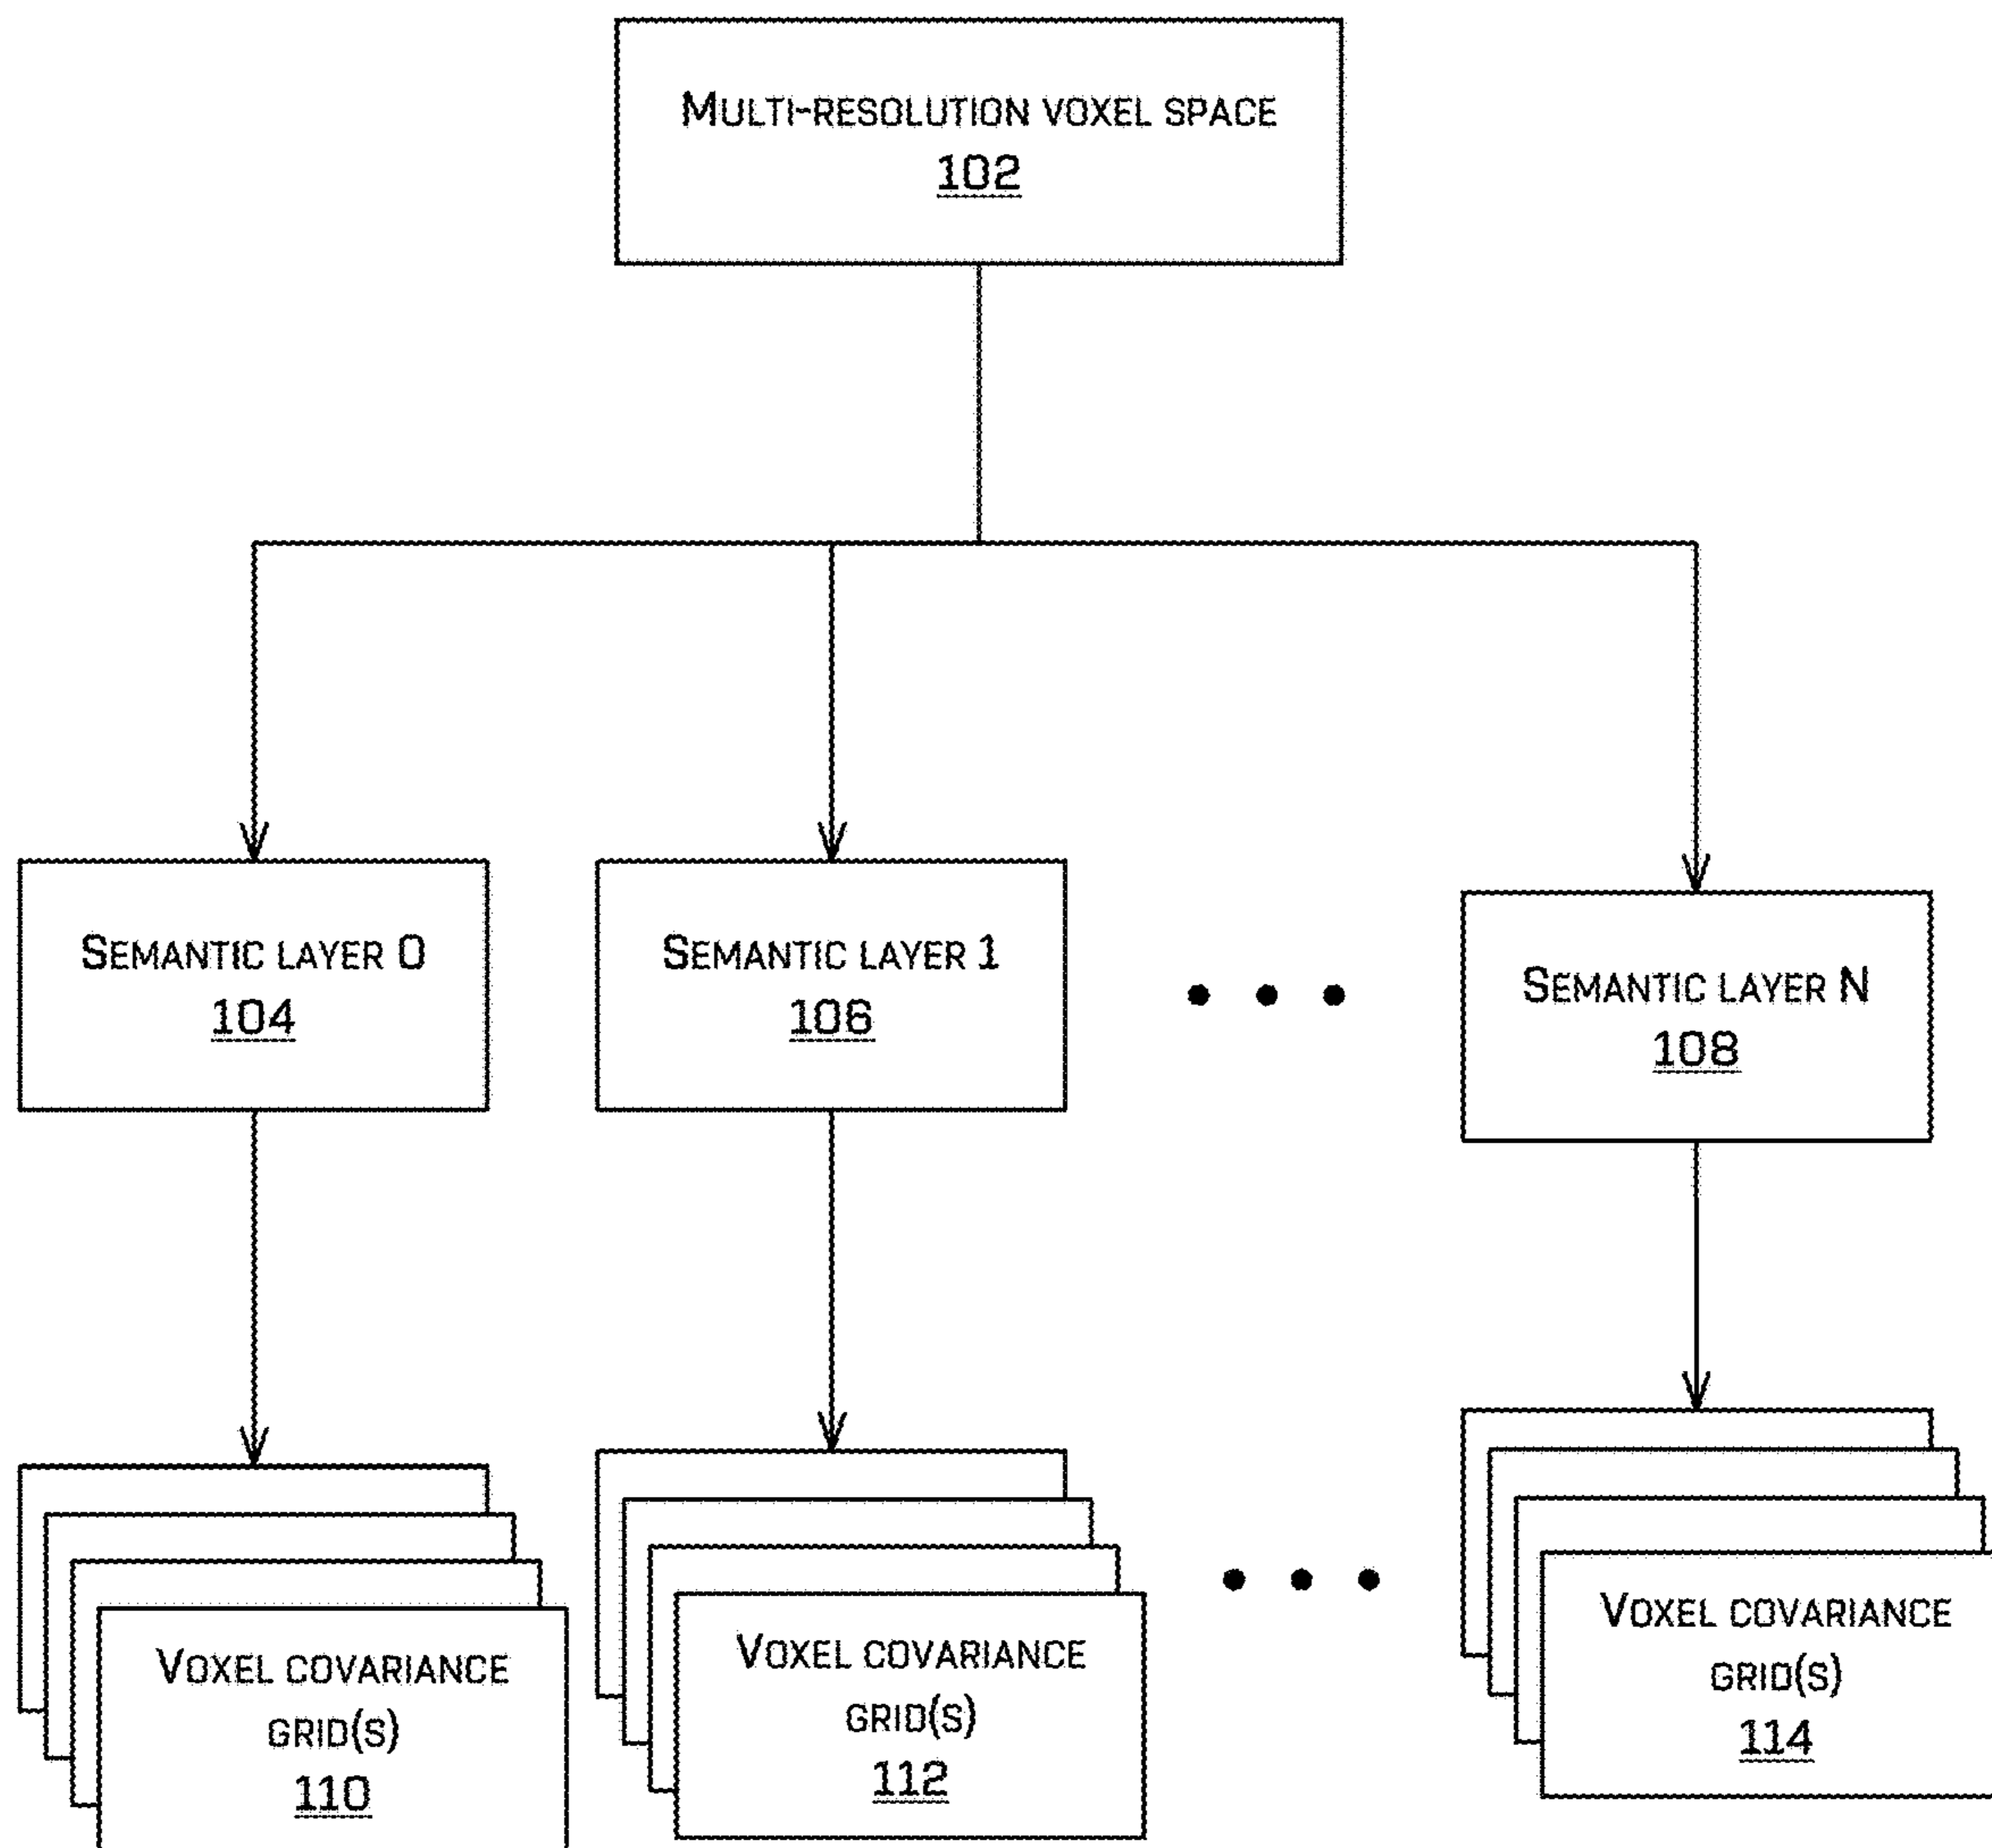 Multi-resolution voxel space
102
Semantic layer 0
104
Semantic layer 1
106
Semantic layer N
108
Voxel covariance
grid(s)
110
Voxel covariance
grid(s)
112
Voxel covariance
grid(s)
114